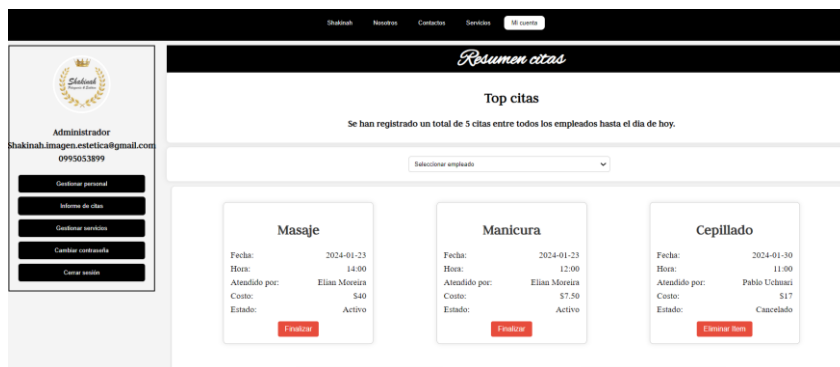 Shakinah Nosotros Contactos Servicios Mi cuenta
Shakinah
Administrador
Shakinah.imagen.estetica@gmail.com
0995053899
Gestionar personal
Informe de citas
Gestionar servicios
Cambiar contraseña
Cerrar sesión
Resumen citas
Top citas
Se han registrado un total de 5 citas entre todos los empleados hasta el dia de hoy.
Seleccionar empleado
Masaje
Fecha: 2024-01-23
Hora: 14:00
Atendido por: Elian Moreira
Costo: $40
Estado: Activo
Finalizar
Manicura
Fecha: 2024-01-23
Hora: 12:00
Atendido por: Elian Moreira
Costo: $7.50
Estado: Activo
Finalizar
Cepillado
Fecha: 2024-01-30
Hora: 11:00
Atendido por: Pablo Uchuari
Costo: $17
Estado: Cancelado
Eliminar Item